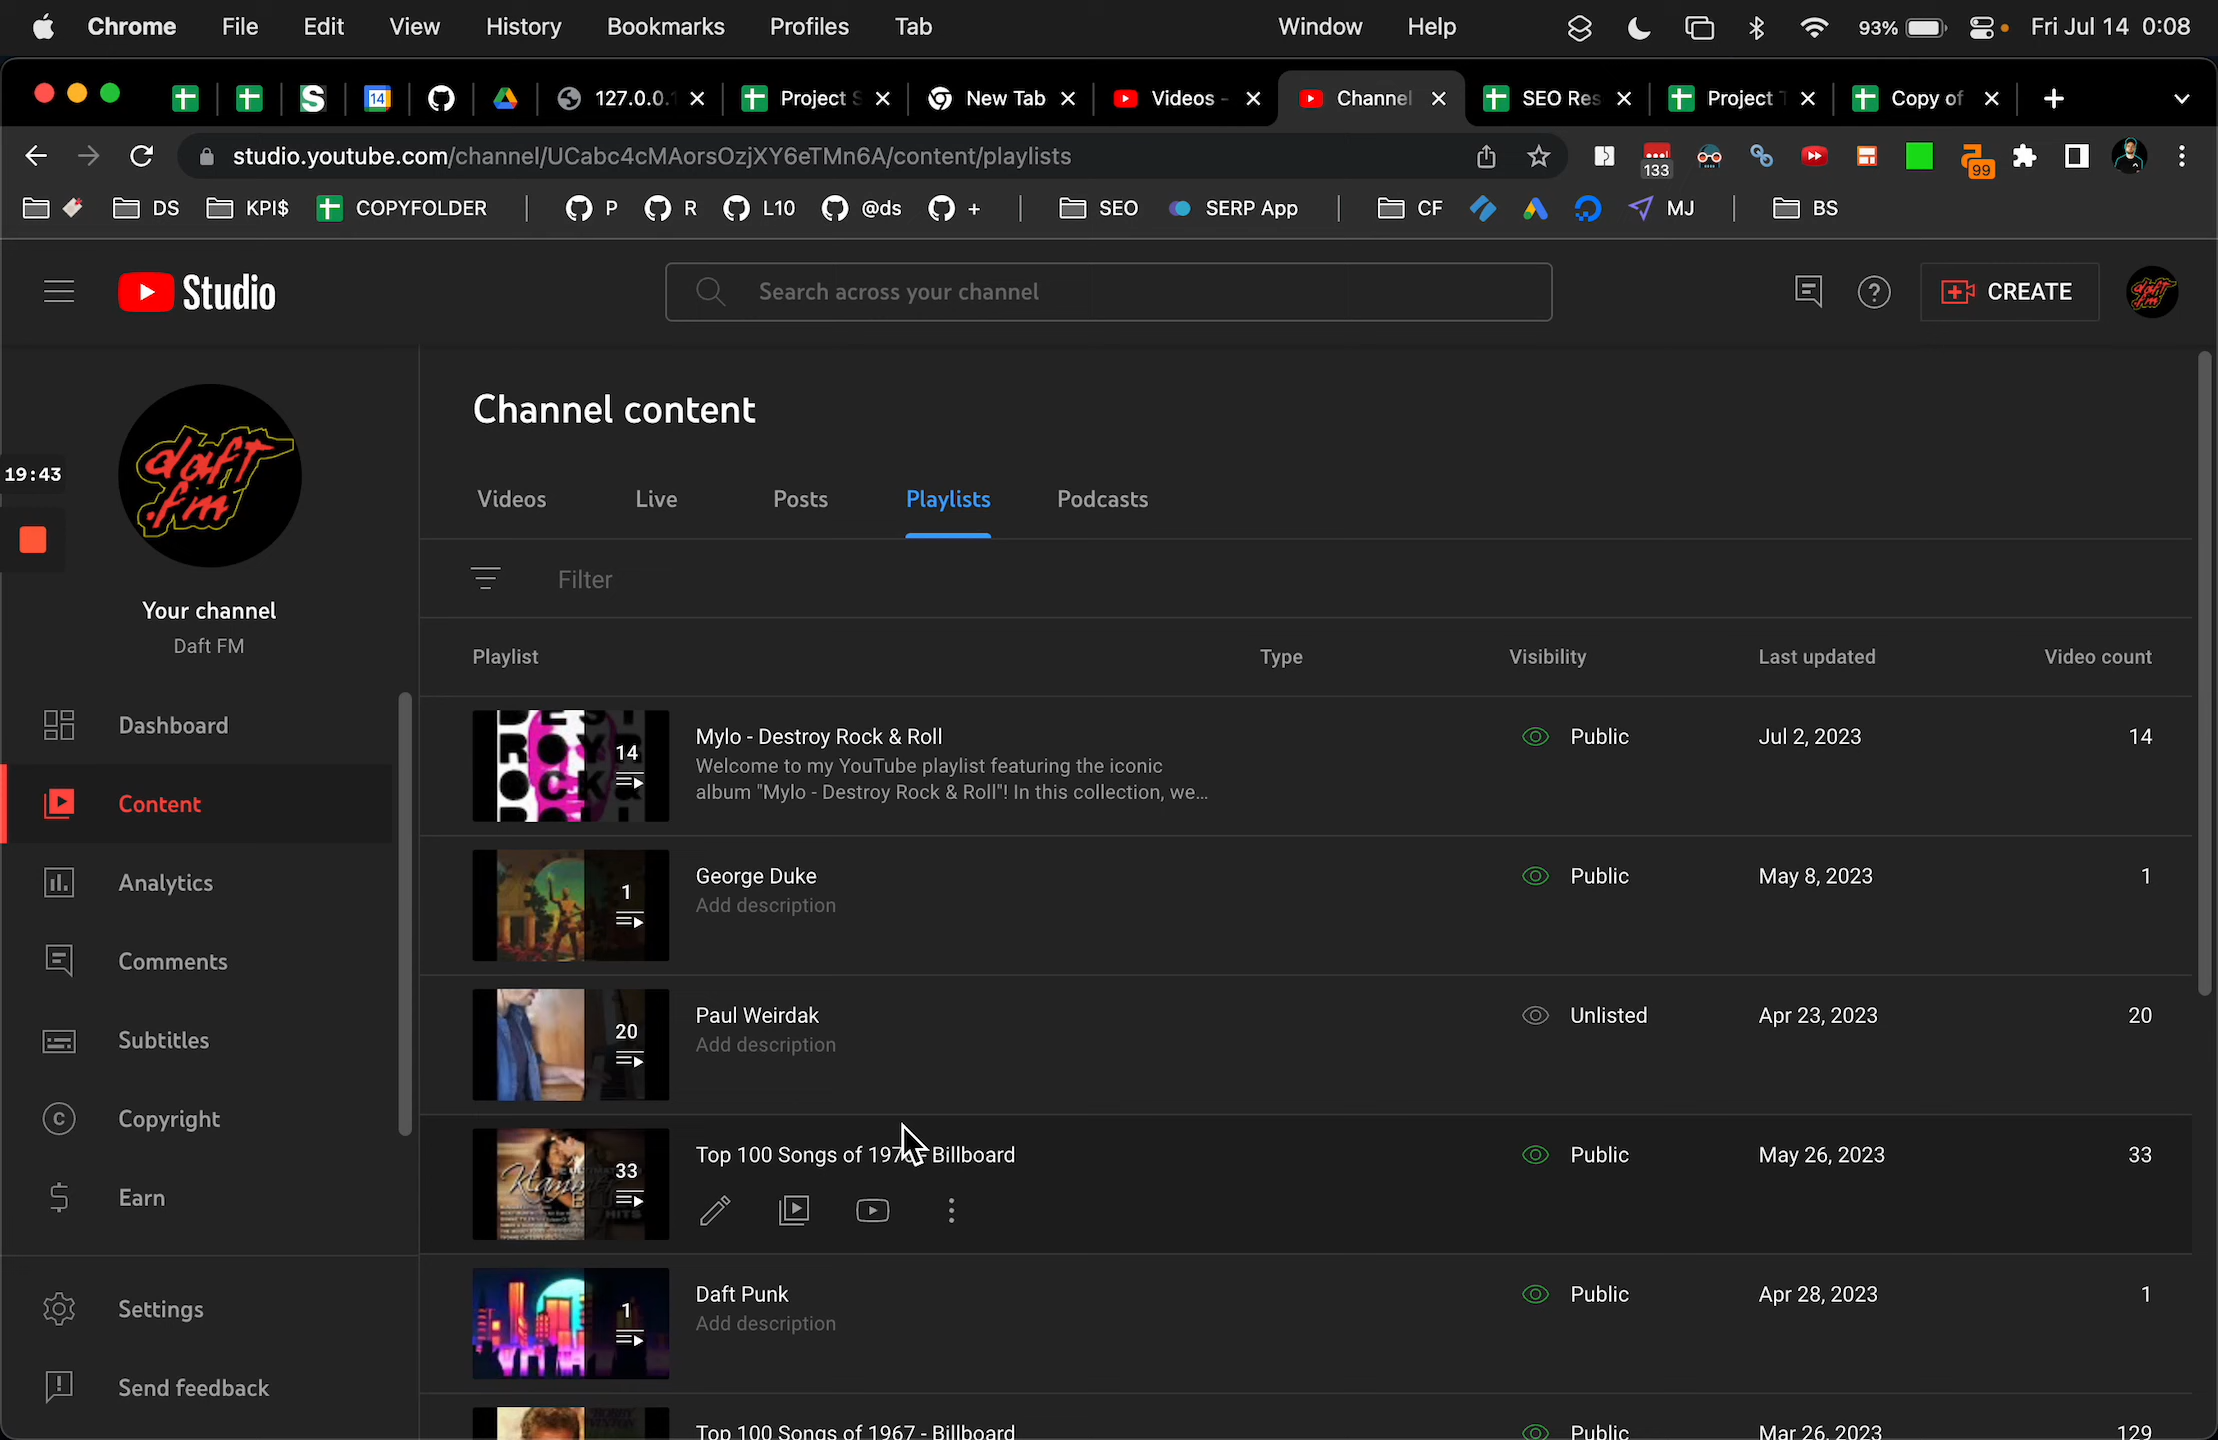 Chrome File Edit View History Bookmarks Profiles Tab Window Help 93% Fri Jul 14 0:08
14 127.0.0.1 Project S New Tab Videos - Channel SEO Res Project T Copy of
studio.youtube.com/channel/UCabc4cMAorsOzjXY6eTMn6A/content/playlists 133 99
DS KPI$ COPYFOLDER P R L10 @ds + SEO SERP App CF MJ BS
Studio Search across your channel CREATE
daft
.fm
19:43
Your channel
Daft FM
Dashboard
Content
Analytics
Comments
Subtitles
Copyright
Earn
Settings
Send feedback
Channel content
Videos Live Posts Playlists Podcasts
Filter
Playlist Type Visibility Last updated Video count
14 Mylo - Destroy Rock & Roll Public Jul 2, 2023 14
Welcome to my YouTube playlist featuring the iconic
album "Mylo - Destroy Rock & Roll"! In this collection, we...
1 George Duke Public May 8, 2023 1
Add description
20 Paul Weirdak Unlisted Apr 23, 2023 20
Add description
33 Top 100 Songs of 197 - Billboard Public May 26, 2023 33
1 Daft Punk Public Apr 28, 2023 1
Add description
Top 100 Songs of 1967 - Billboard Public Mar 26, 2023 129